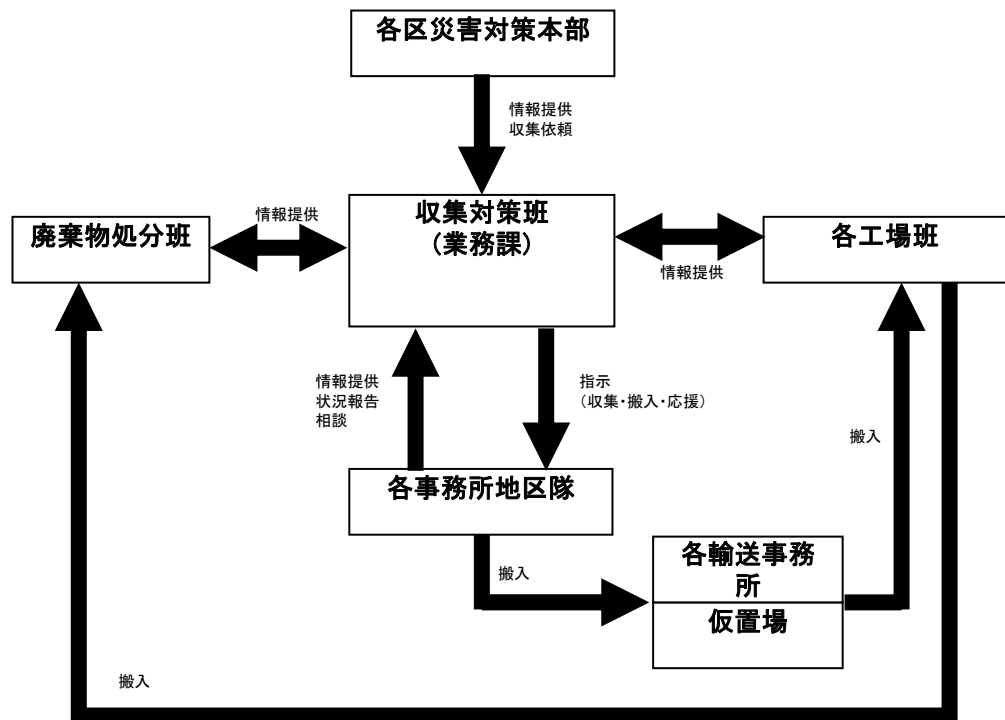 各区災害対策本部
情報提供
収集依頼
収集対策班
（業務課）
廃棄物処分班
情報提供
各工場班
情報提供
情報提供
状況報告
相談
指示
（収集・搬入・応援）
搬入
各事務所地区隊
搬入
各輸送事務
所
仮置場
搬入